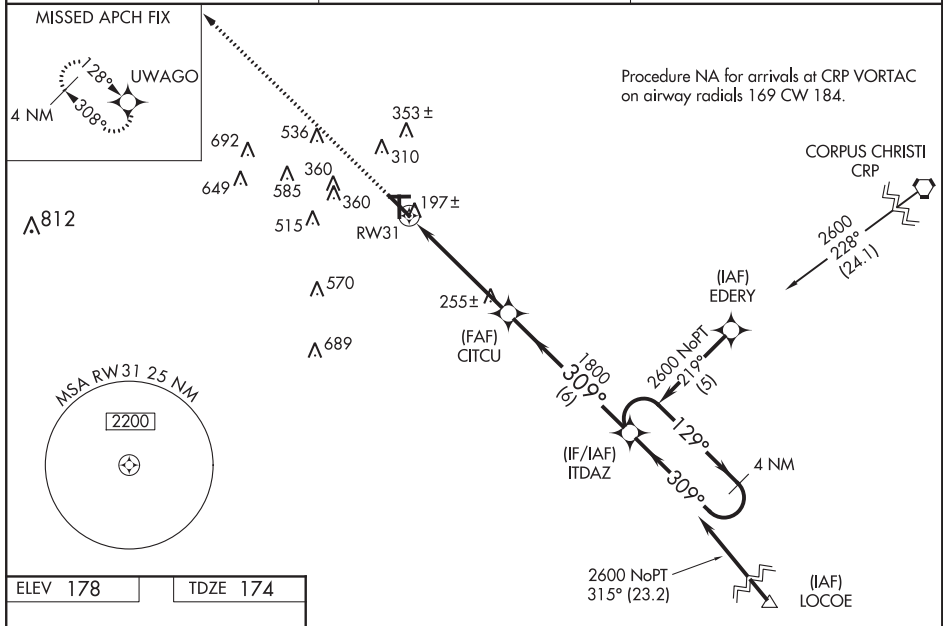 MISSED APCH FIX
UWAGO
128°
308°
4 NM
Procedure NA for arrivals at CRP VORTAC
on airway radials 169 CW 184.
CORPUS CHRISTI
CRP
2600
228°
(24.1)
353 ±
536
692
310
649
585
360
360
197±
515
RW31
812
570
255±
689
(FAF)
CITCU
(IAF)
EDERY
2600 NoPT
219°
(5)
1800
309°
(6)
129°
(IF/IAF)
ITDAZ
4 NM
309°
MSA RW31 25 NM
2200
2600 NoPT
315° (23.2)
(IAF)
LOCOE
ELEV 178
TDZE 174